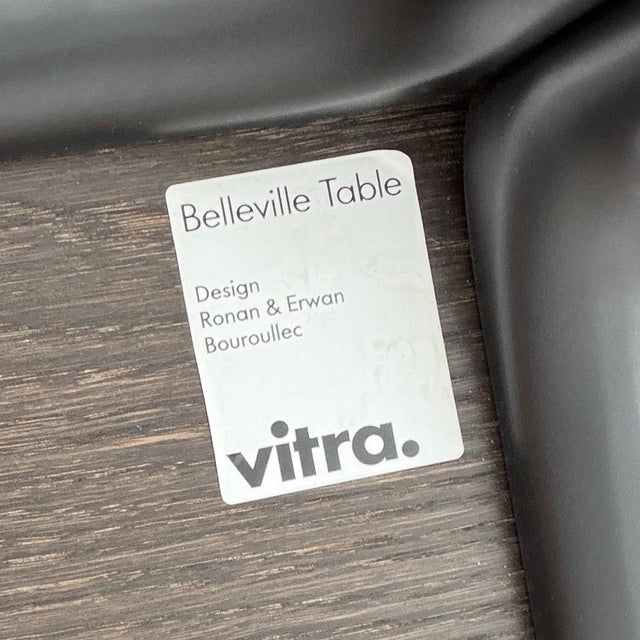 Belleville Table
Design
Ronan & Erwan
Bouroullec
vitra.